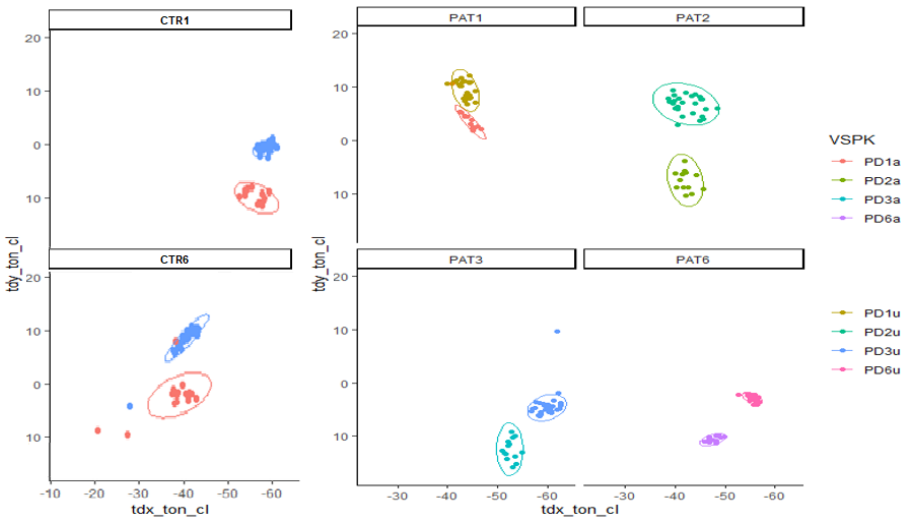 CTR1
PAT1
PAT2
20
10
0
10
20
10
0
10
VSPK
PD1a
PD2a
PD3a
PD6a
tdy_ton_cl
tdy_ton_cl
CTR6
PAT3
PAT6
20
10
0
10
20
10
0
10
PD1u
PD2u
PD3u
PD6u
-10 -20 -30 -40 -50 -60
-30 -40 -50 -60
-30 -40 -50 -60
tdx_ton_cl
tdx_ton_cl